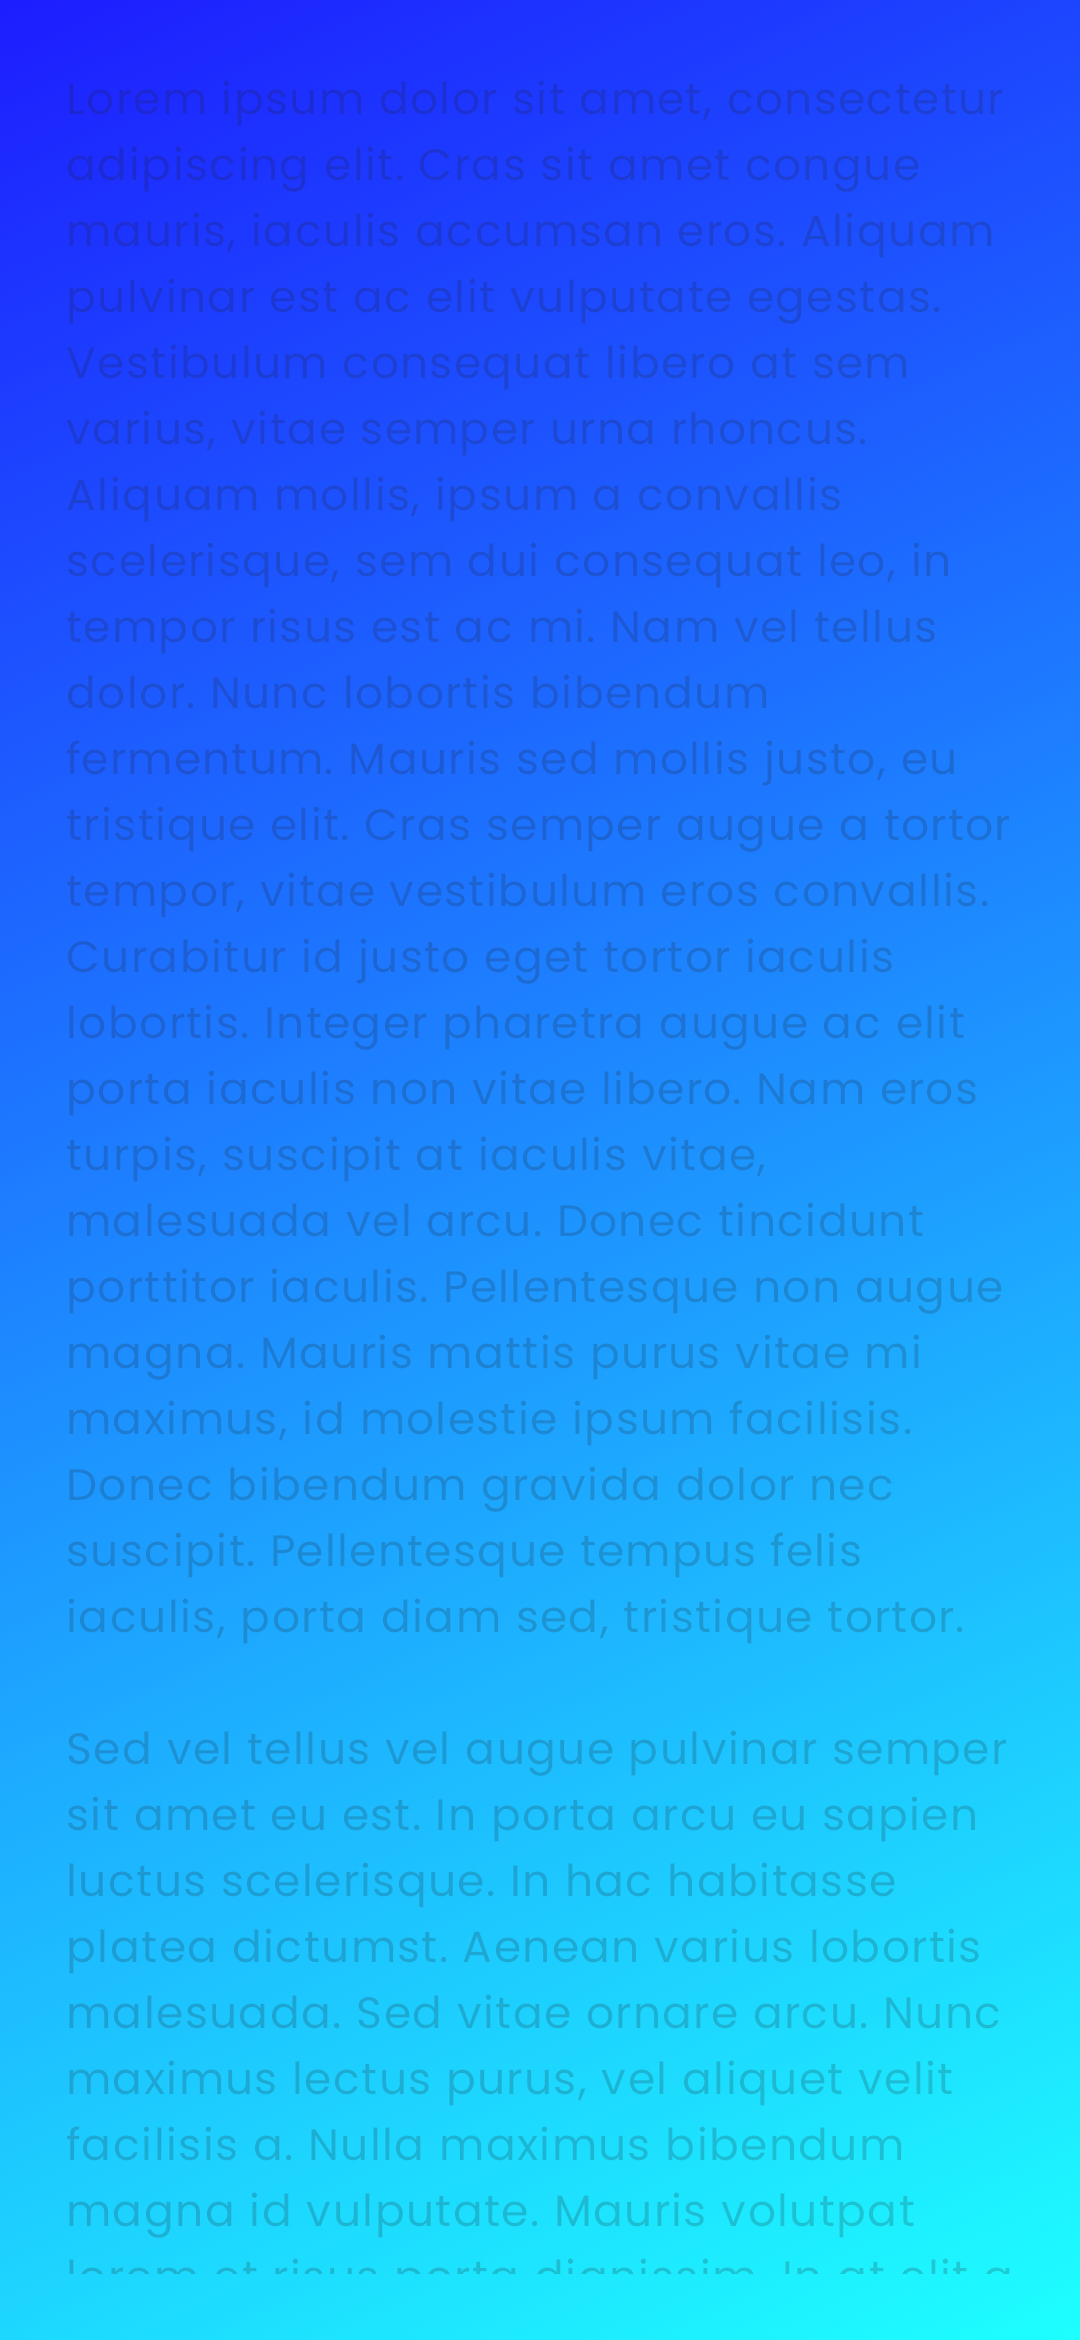 Lorem ipsum dolor sit amet, consectetur
adipiscing elit. Cras sit amet congue
mauris, iaculis accumsan eros. Aliquam
pulvinar est ac elit vulputate egestas.
Vestibulum consequat libero at sem
varius, vitae semper urna rhoncus.
Aliquam mollis, ipsum a convallis
scelerisque, sem dui consequat leo, in
tempor risus est ac mi. Nam vel tellus
dolor. Nunc lobortis bibendum
fermentum. Mauris sed mollis justo, eu
tristique elit. Cras semper augue a tortor
tempor, vitae vestibulum eros convallis.
Curabitur id justo eget tortor iaculis
lobortis. Integer pharetra augue ac elit
porta iaculis non vitae libero. Nam eros
turpis, suscipit at iaculis vitae,
malesuada vel arcu. Donec tincidunt
porttitor iaculis. Pellentesque non augue
magna. Mauris mattis purus vitae mi
maximus, id molestie ipsum facilisis.
Donec bibendum gravida dolor nec
suscipit. Pellentesque tempus felis
iaculis, porta diam sed, tristique tortor.
Sed vel tellus vel augue pulvinar semper
sit amet eu est. In porta arcu eu sapien
luctus scelerisque. In hac habitasse
platea dictumst. Aenean varius lobortis
malesuada. Sed vitae ornare arcu. Nunc
maximus lectus purus, vel aliquet velit
facilisis a. Nulla maximus bibendum
magna id vulputate. Mauris volutpat
lorem et risus porta dignissim. In at elit a